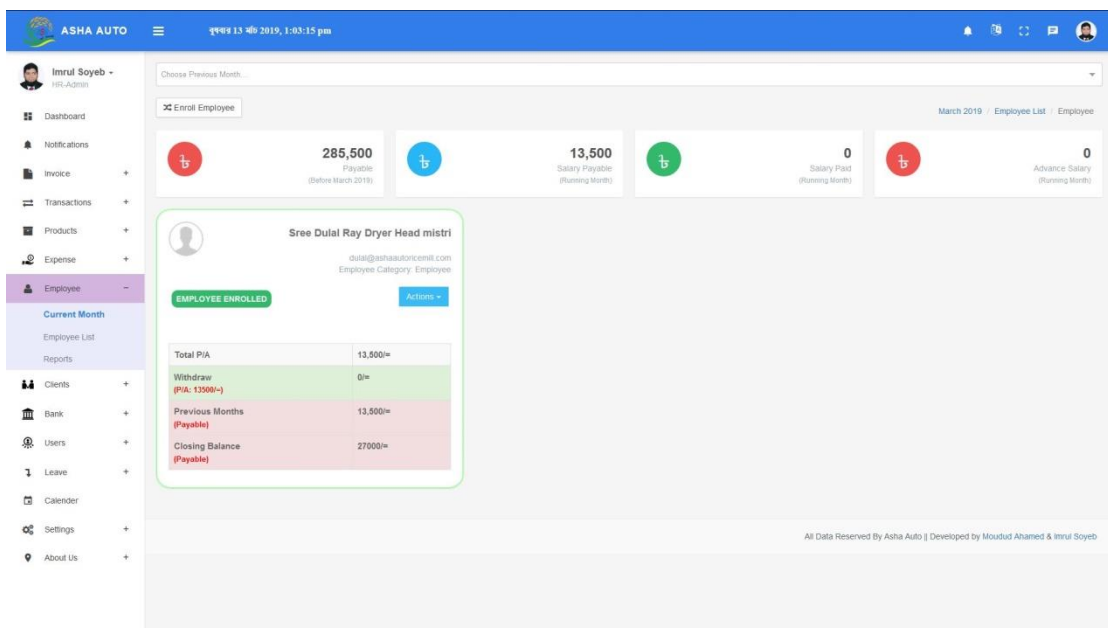 ASHA AUTO
বুধবার 13 মার্চ 2019, 1:03:15 pm
Imrul Soyeb
HR-Admin
Dashboard
Notifications
Invoice +
Transactions +
Products +
Expense +
Employee −
Current Month
Employee List
Reports
Clients +
Bank +
Users +
Leave +
Calender
Settings +
About Us +
Choose Previous Month...
Enroll Employee
March 2019 / Employee List / Employee
৳
285,500
Payable
(Before March 2019)
৳
13,500
Salary Payable
(Running Month)
৳
0
Salary Paid
(Running Month)
৳
0
Advance Salary
(Running Month)
Sree Dulal Ray Dryer Head mistri
dulal@ashaautoricemill.com
Employee Category: Employee
EMPLOYEE ENROLLED
Actions
Total P/A 13,500/=
Withdraw 0/=
(P/A: 13500/=)
Previous Months 13,500/=
(Payable)
Closing Balance 27000/=
(Payable)
All Data Reserved By Asha Auto || Developed by Moudud Ahamed & Imrul Soyeb